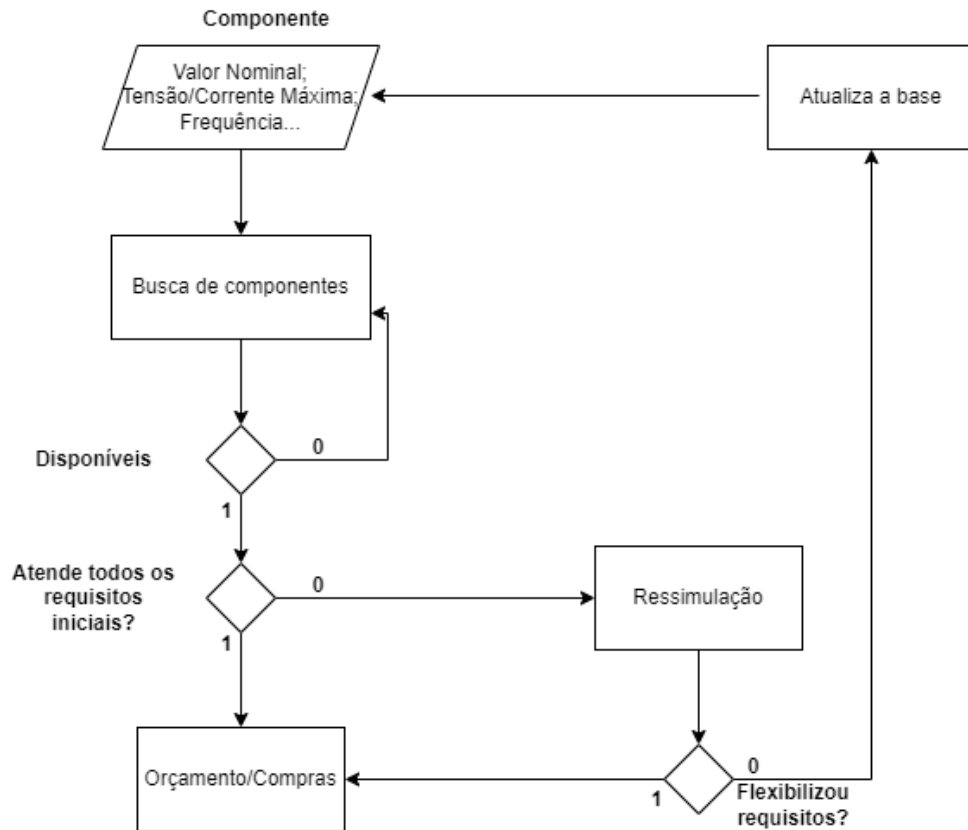 Componente
Valor Nominal;
Tensão/Corrente Máxima;
Frequência...
Atualiza a base
Busca de componentes
Disponíveis
0
1
Atende todos os
requisitos
iniciais?
0
1
Ressimulação
Orçamento/Compras
1
0
Flexibilizou
requisitos?